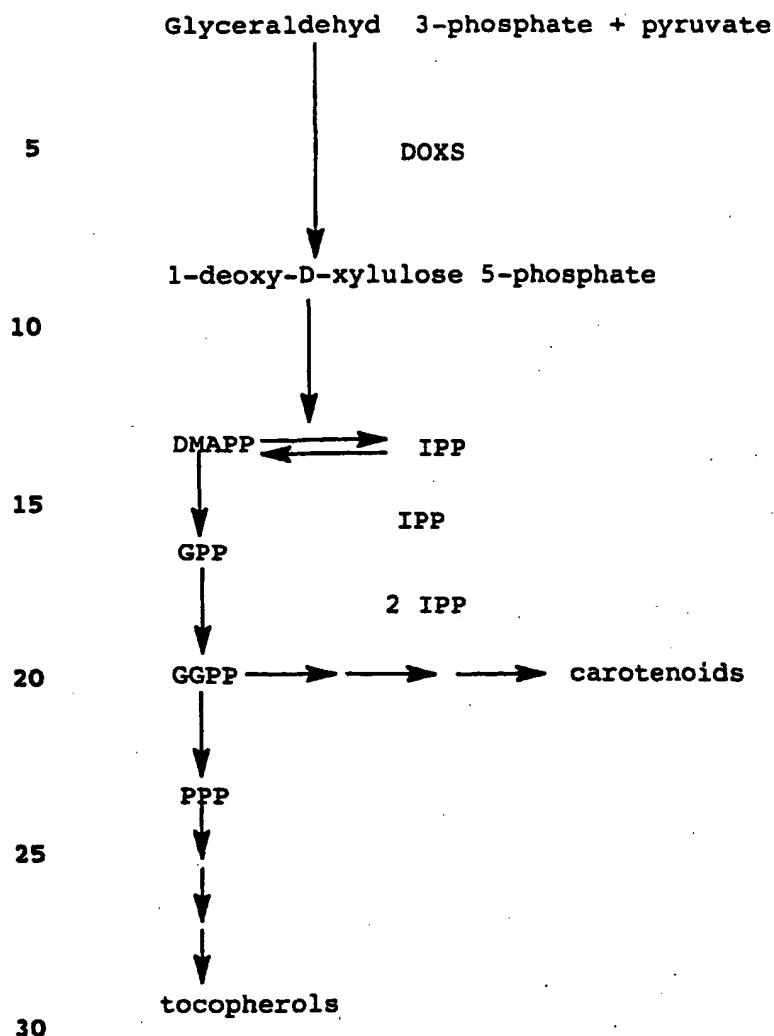 Glyceraldehyd 3-phosphate + pyruvate
5 DOXS
1-deoxy-D-xylulose 5-phosphate
10
DMAPP IPP
15 IPP
GPP
2 IPP
20 GGPP carotenoids
PPP
25
tocopherols
30